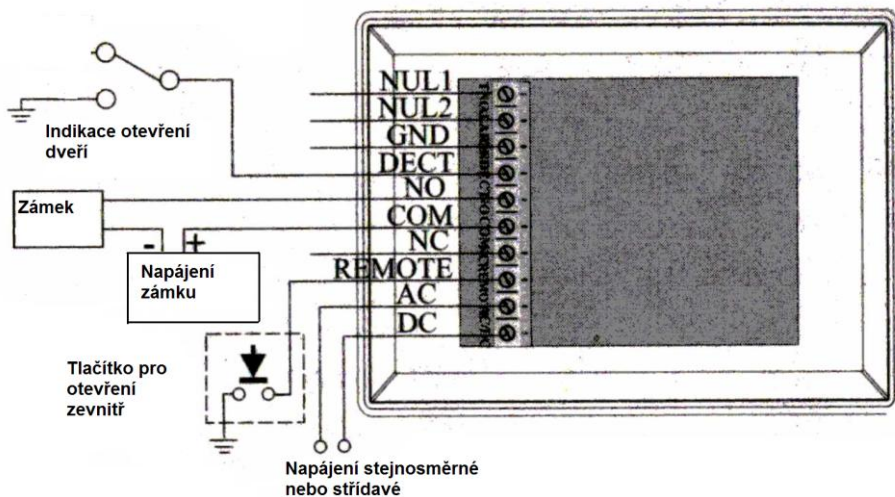 NUL1
NUL2
GND
DECT
NO
COM
NC
REMOTE
AC
DC
Indikace otevření
dveří
Zámek
- +
Napájení
zámku
Tlačítko pro
otevření
zevnitř
Napájení stejnosměrné
nebo střídavé